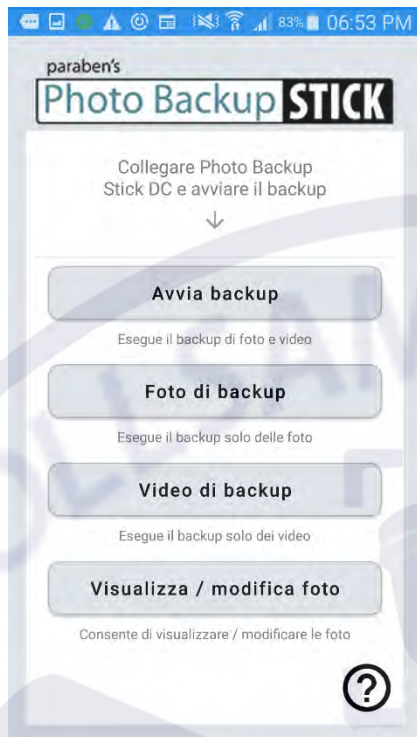 83% 06:53 PM
paraben's
Photo Backup STICK
Collegare Photo Backup
Stick DC e avviare il backup
Avvia backup
Esegue il backup di foto e video
Foto di backup
Esegue il backup solo delle foto
Video di backup
Esegue il backup solo dei video
Visualizza / modifica foto
Consente di visualizzare / modificare le foto
?